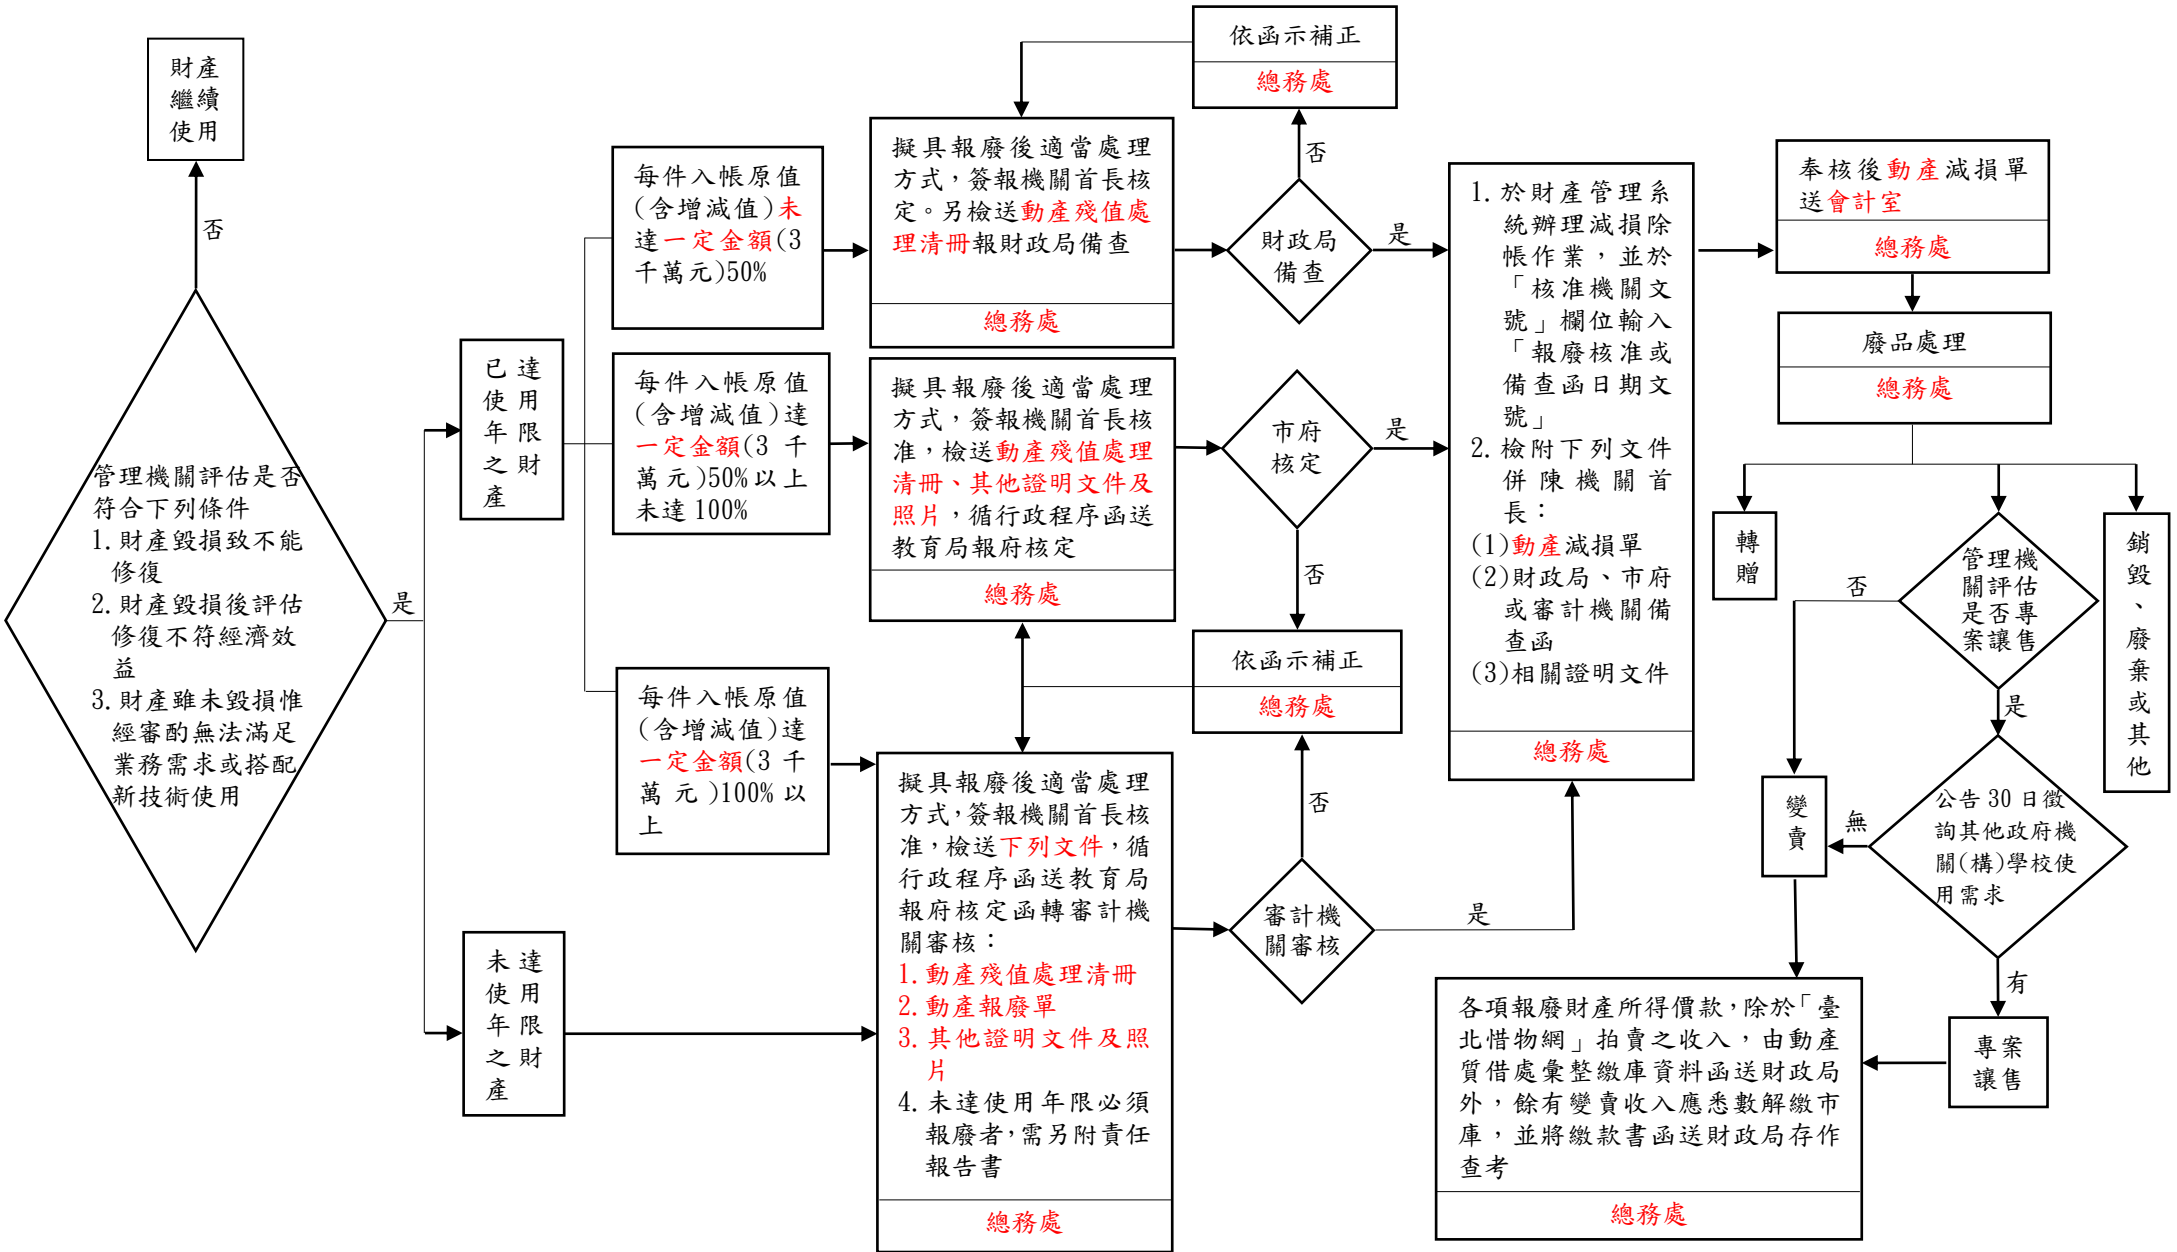 財產
繼續
使用
否
管理機關評估是否
符合下列條件
1.財產毀損致不能
修復
2.財產毀損後評估
修復不符經濟效
益
3.財產雖未毀損惟
經審酌無法滿足
業務需求或搭配
新技術使用
是
已達
使用
年限
之財
產
未達
使用
年限
之財
產
每件入帳原值
(含增減值)未
達一定金額(3
千萬元)50%
每件入帳原值
(含增減值)達
一定金額(3 千
萬元)50%以上
未達 100%
每件入帳原值
(含增減值)達
一定金額(3 千
萬元)100%以
上
擬具報廢後適當處理
方式,簽報機關首長核
定。另檢送動產殘值處
理清冊報財政局備查
總務處
擬具報廢後適當處理
方式,簽報機關首長核
准,檢送動產殘值處理
清冊、其他證明文件及
照片,循行政程序函送
教育局報府核定
總務處
擬具報廢後適當處理
方式,簽報機關首長核
准,檢送下列文件,循
行政程序函送教育局
報府核定函轉審計機
關審核:
1.動產殘值處理清冊
2.動產報廢單
3.其他證明文件及照
片
4.未達使用年限必須
報廢者,需另附責任
報告書
總務處
依函示補正
總務處
否
財政局
備查
是
市府
核定
是
否
依函示補正
總務處
否
審計機
關審核
是
1.於財產管理系
統辦理減損除
帳作業,並於
「核准機關文
號」欄位輸入
「報廢核准或
備查函日期文
號」
2.檢附下列文件
併陳機關首
長:
(1)動產減損單
(2)財政局、市府
或審計機關備
查函
(3)相關證明文件
總務處
奉核後動產減損單
送會計室
總務處
廢品處理
總務處
轉
贈
管理機
關評估
是否專
案讓售
否
是
銷
毀
、
廢
棄
或
其
他
變
賣
無
公告 30 日徵
詢其他政府機
關(構)學校使
用需求
有
專案
讓售
各項報廢財產所得價款,除於「臺
北惜物網」拍賣之收入,由動產
質借處彙整繳庫資料函送財政局
外,餘有變賣收入應悉數解繳市
庫,並將繳款書函送財政局存作
查考
總務處